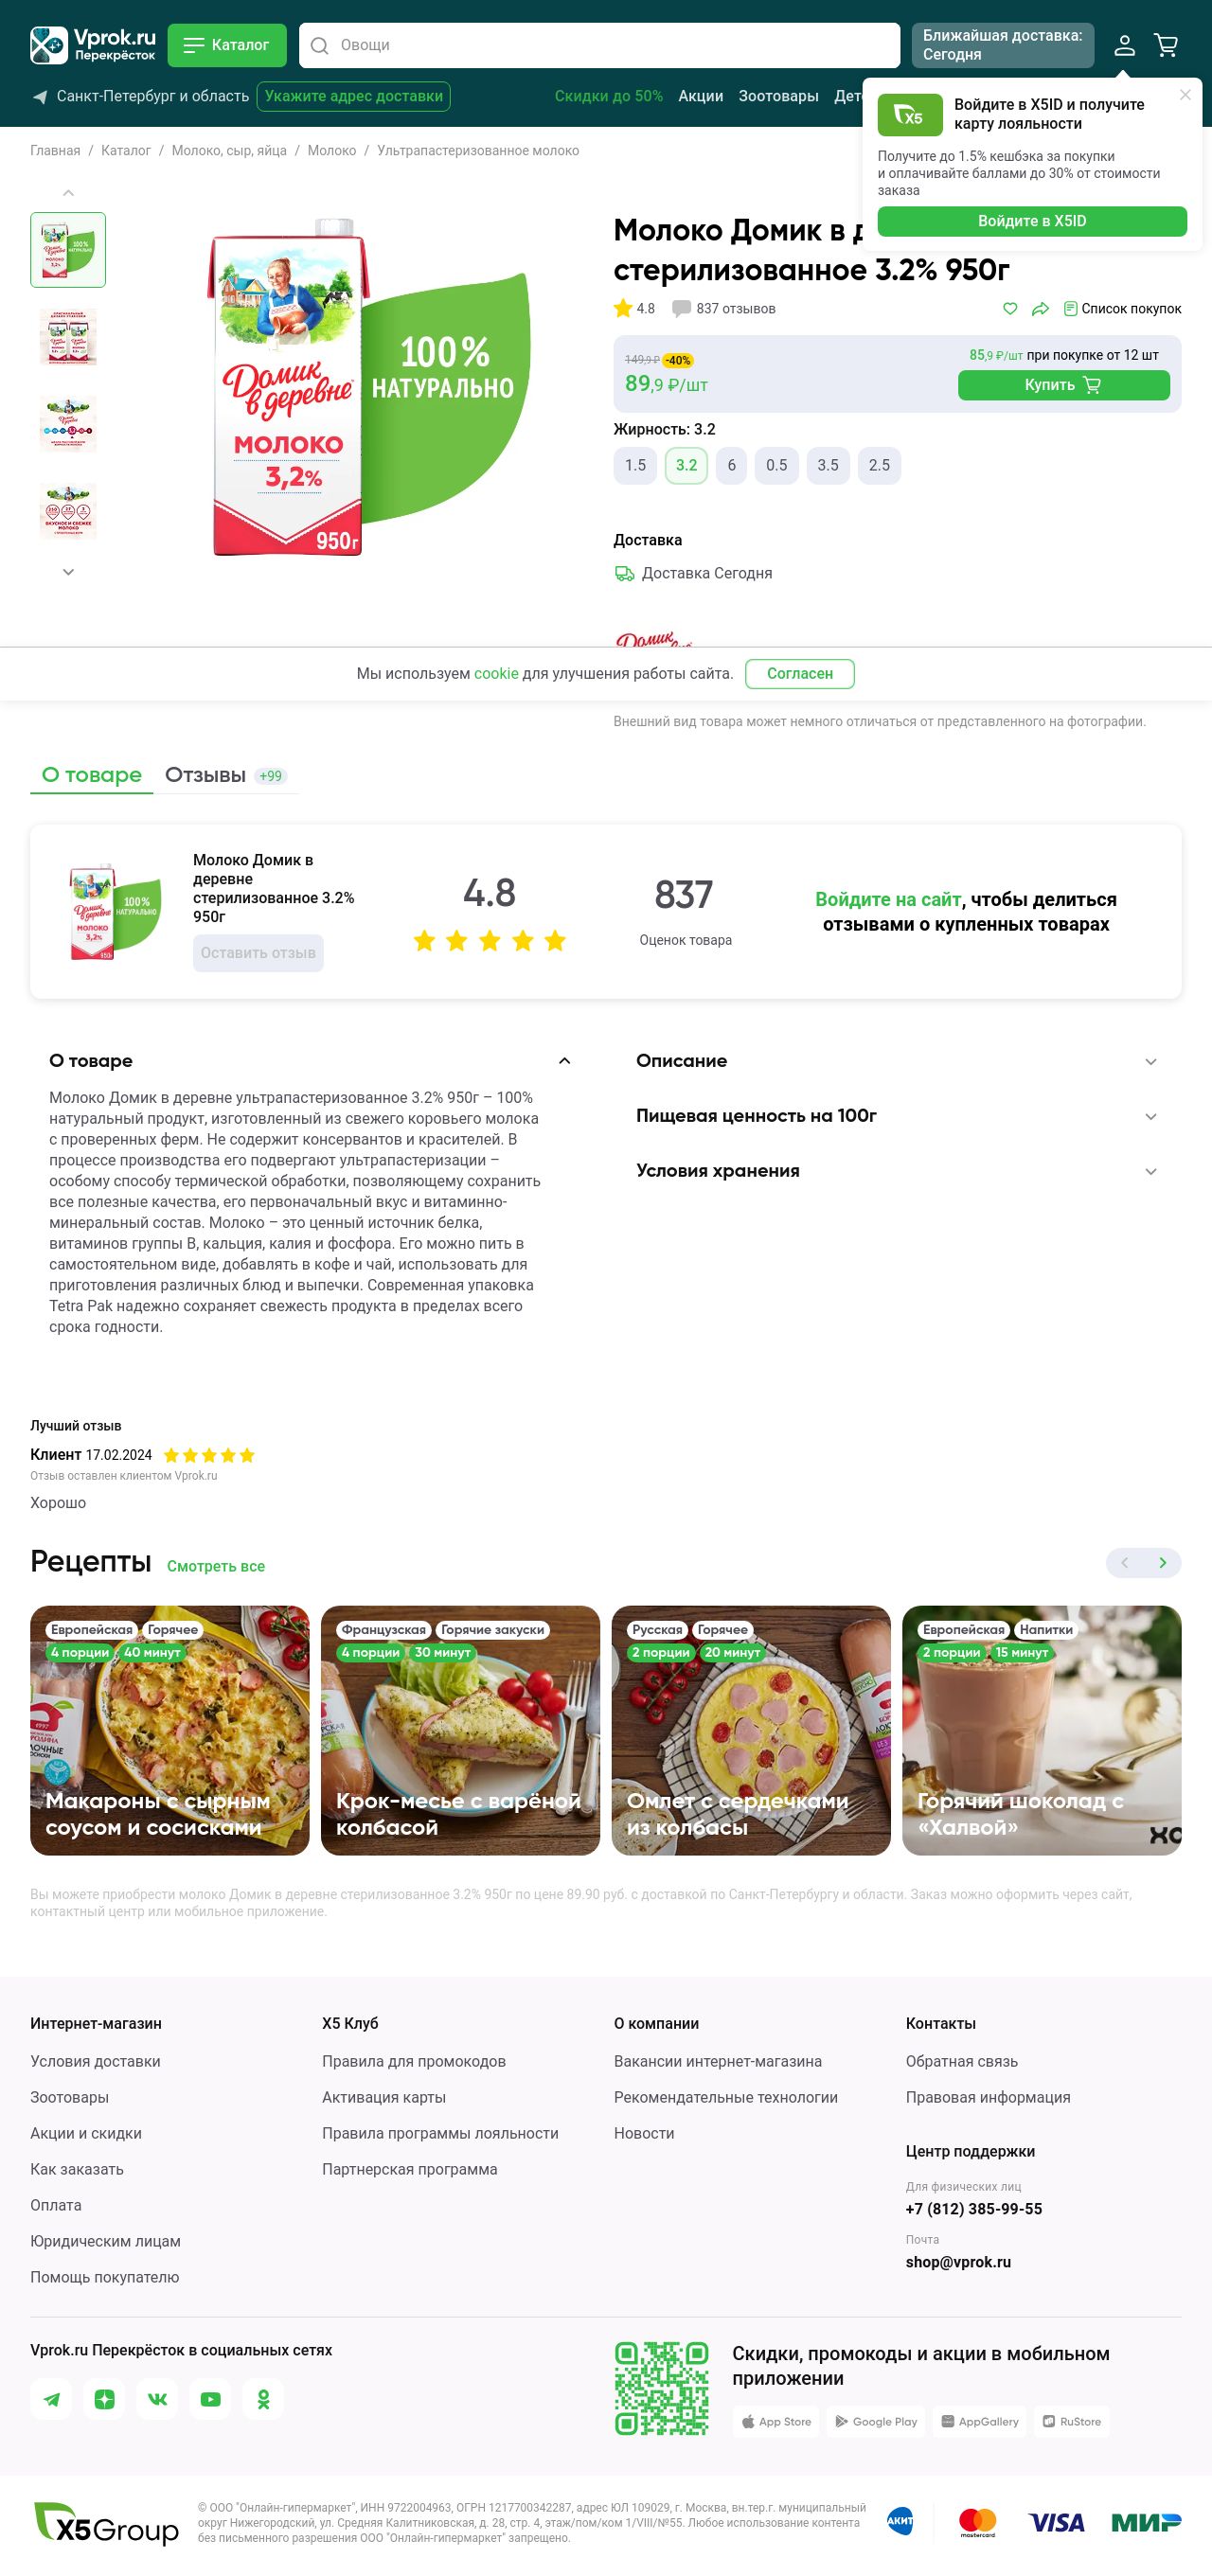 Vprok.ru
Перекрёсток
Каталог
Овощи
Ближайшая доставка:
Сегодня
Санкт-Петербург и область
Укажите адрес доставки
Скидки до 50%
Акции
Зоотовары
Войдите в X5ID и получите
карту лояльности
X5
Получите до 1.5% кешбэка за покупки
и оплачивайте баллами до 30% от стоимости
заказа
Войдите в X5ID
Главная / Каталог / Молоко, сыр, яйца / Молоко / Ультрапастеризованное молоко
Домик
в деревне
МОЛОКО
3,2%
950г
100%
НАТУРАЛЬНО
Молоко Домик в
стерилизованное 3.2% 950г
4.8
837 отзывов
Список покупок
149,9 ₽
-40%
89,9 ₽/шт
85,9 ₽/шт при покупке от 12 шт
Купить
Жирность: 3.2
1.5
3.2
6
0.5
3.5
2.5
Доставка
Доставка Сегодня
Домик
Мы используем cookie для улучшения работы сайта.
Согласен
Внешний вид товара может немного отличаться от представленного на фотографии.
О товаре
Отзывы +99
Молоко Домик в
деревне
стерилизованное 3.2%
950г
Оставить отзыв
4.8
837
Оценок товара
Войдите на сайт, чтобы делиться
отзывами о купленных товарах
О товаре
Молоко Домик в деревне ультрапастеризованное 3.2% 950г – 100%
натуральный продукт, изготовленный из свежего коровьего молока
с проверенных ферм. Не содержит консервантов и красителей. В
процессе производства его подвергают ультрапастеризации –
особому способу термической обработки, позволяющему сохранить
все полезные качества, его первоначальный вкус и витаминно-
минеральный состав. Молоко – это ценный источник белка,
витаминов группы В, кальция, калия и фосфора. Его можно пить в
самостоятельном виде, добавлять в кофе и чай, использовать для
приготовления различных блюд и выпечки. Современная упаковка
Tetra Pak надежно сохраняет свежесть продукта в пределах всего
срока годности.
Описание
Пищевая ценность на 100г
Условия хранения
Лучший отзыв
Клиент 17.02.2024
Отзыв оставлен клиентом Vprok.ru
Хорошо
Рецепты
Смотреть все
Европейская
Горячее
4 порции
40 минут
Макароны с сырным
соусом и сосисками
Французская
Горячие закуски
4 порции
30 минут
Крок-месье с варёной
колбасой
Русская
Горячее
2 порции
20 минут
Омлет с сердечками
из колбасы
Европейская
Напитки
2 порции
15 минут
Горячий шоколад с
«Халвой»
Вы можете приобрести молоко Домик в деревне стерилизованное 3.2% 950г по цене 89.90 руб. с доставкой по Санкт-Петербургу и области. Заказ можно оформить через сайт,
контактный центр или мобильное приложение.
Интернет-магазин
Условия доставки
Зоотовары
Акции и скидки
Как заказать
Оплата
Юридическим лицам
Помощь покупателю
X5 Клуб
Правила для промокодов
Активация карты
Правила программы лояльности
Партнерская программа
О компании
Вакансии интернет-магазина
Рекомендательные технологии
Новости
Контакты
Обратная связь
Правовая информация
Центр поддержки
Для физических лиц
+7 (812) 385-99-55
Почта
shop@vprok.ru
Vprok.ru Перекрёсток в социальных сетях
Скидки, промокоды и акции в мобильном
приложении
App Store
Google Play
AppGallery
RuStore
X5Group
© ООО "Онлайн-гипермаркет", ИНН 9722004963, ОГРН 1217700342287, адрес ЮЛ 109029, г. Москва, вн.тер.г. муниципальный
округ Нижегородский, ул. Средняя Калитниковская, д. 28, стр. 4, этаж/пом/ком 1/VIII/№55. Любое использование контента
без письменного разрешения ООО "Онлайн-гипермаркет" запрещено.
АКИТ
mastercard
VISA
МИР